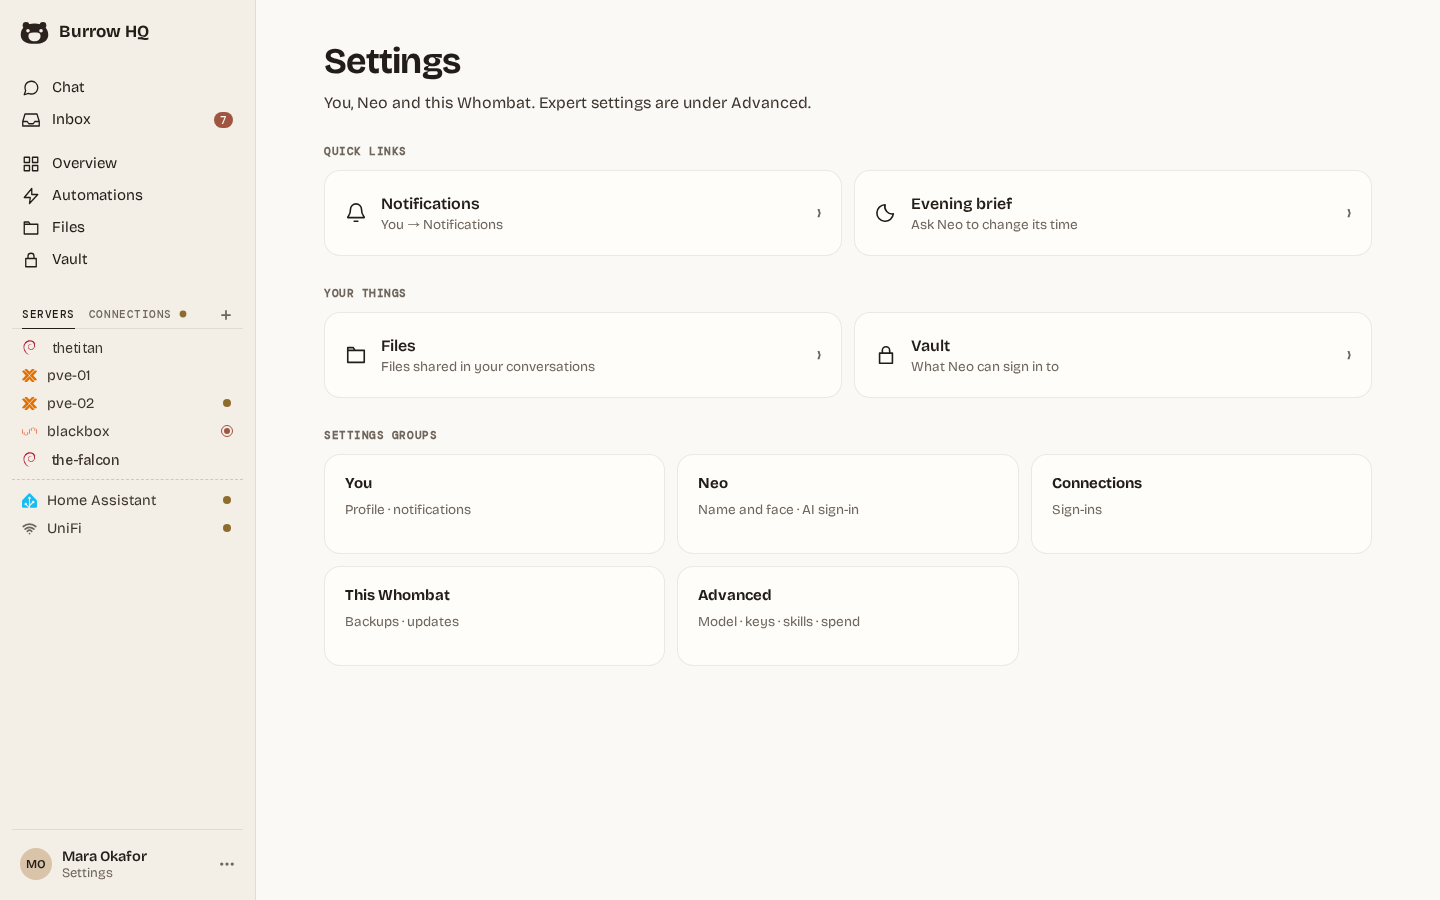 Burrow HQ
Chat
Inbox
7
Overview
Automations
Files
Vault
SERVERS
CONNECTIONS
thetitan
pve-01
pve-02
blackbox
the-falcon
Home Assistant
UniFi
MO
Mara Okafor
Settings
Settings
You, Neo and this Whombat. Expert settings are under Advanced.
QUICK LINKS
Notifications
You → Notifications
Evening brief
Ask Neo to change its time
YOUR THINGS
Files
Files shared in your conversations
Vault
What Neo can sign in to
SETTINGS GROUPS
You
Profile · notifications
Neo
Name and face · AI sign-in
Connections
Sign-ins
This Whombat
Backups · updates
Advanced
Model · keys · skills · spend